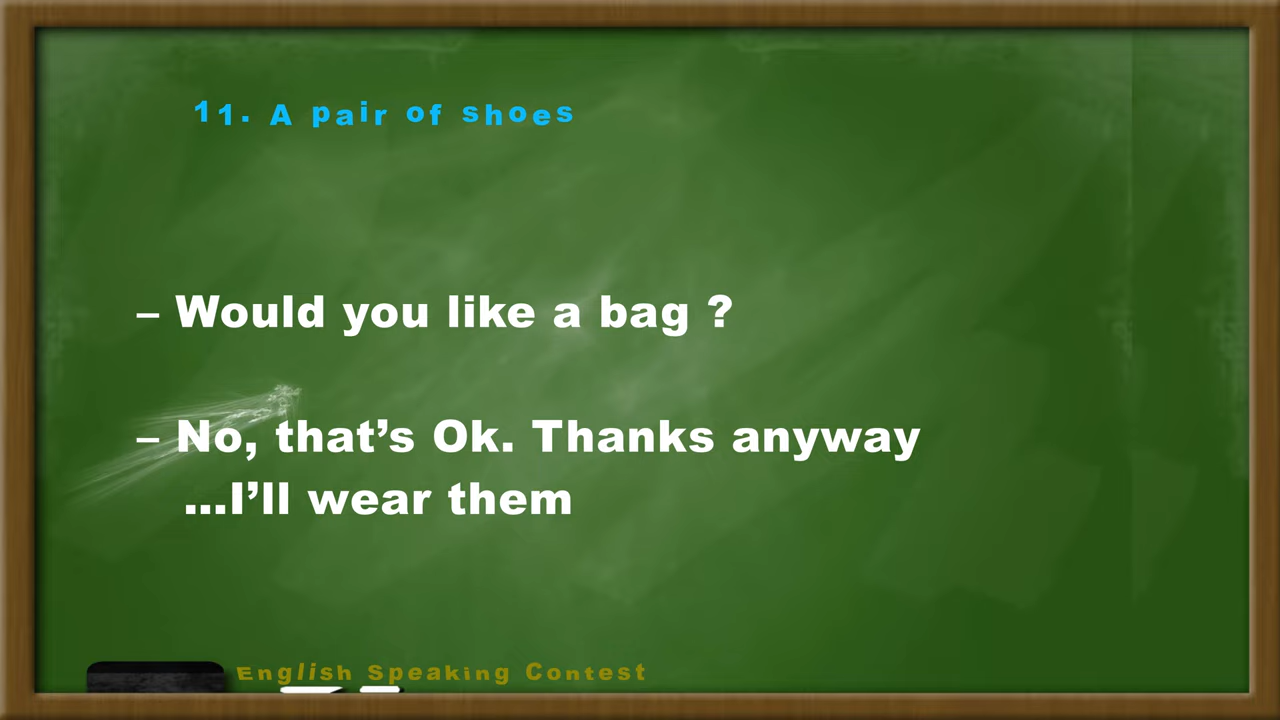 11. A pair of shoes
– Would you like a bag ?
– No, that’s Ok. Thanks anyway
...I’ll wear them
English Speaking Contest